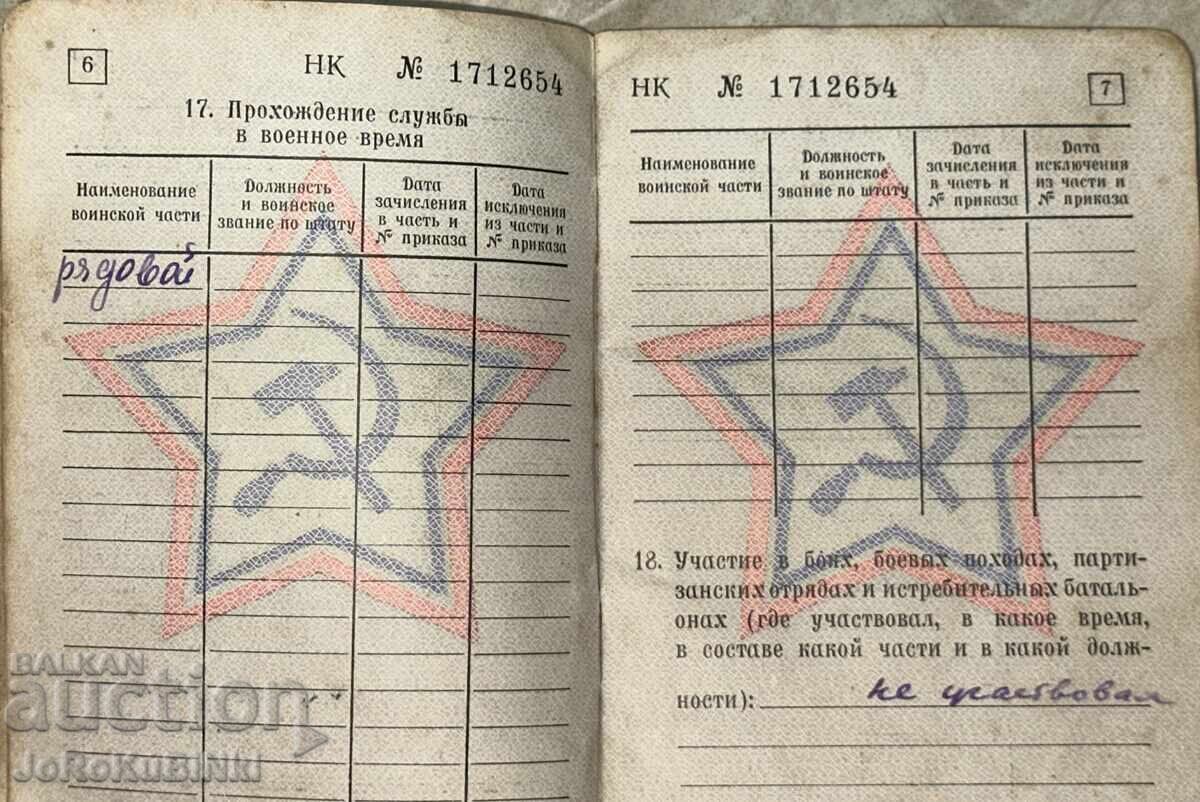 6
НК № 1712654
17. Прохождение службы
в военное время
Наименование
воинской части
Должность
и воинское
звание по штату
Дата
зачисления
в часть и
№ приказа
Дата
исключения
из части и
№ приказа
рядовой
НК № 1712654
7
Наименование
воинской части
Должность
и воинское
звание по штату
Дата
зачисления
в часть и
№ приказа
Дата
исключения
из части и
№ приказа
18. Участие в боях, боевых походах, парти-
занских отрядах и истребительных баталь-
онах (где участвовал, в какое время,
в составе какой части и в какой долж-
ности): не участвовал
BALKAN
auction
JoRoKuBINKI